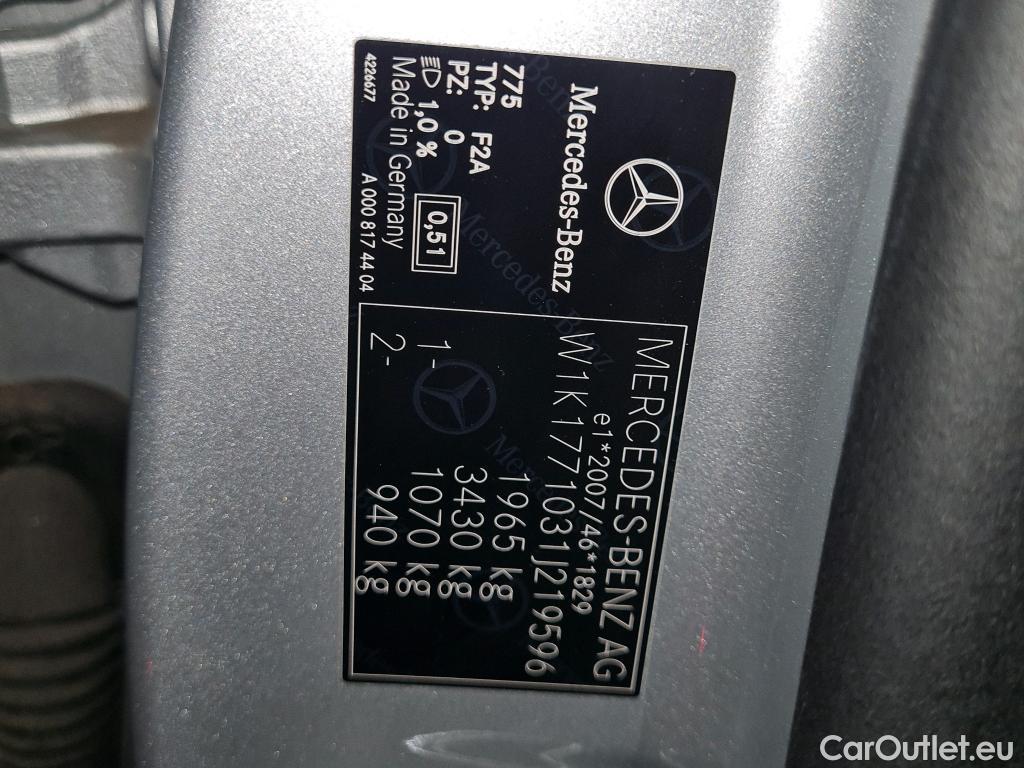 Mercedes-Benz
775
TYP: F2A
PZ: 0
1,0 %
0,51
Made in Germany
4226677 A 000 817 44 04
MERCEDES-BENZ AG
e1*2007/46*1829
W1K1771031J219596
1965 kg
3430 kg
1- 1070 kg
2- 940 kg
CarOutlet.eu